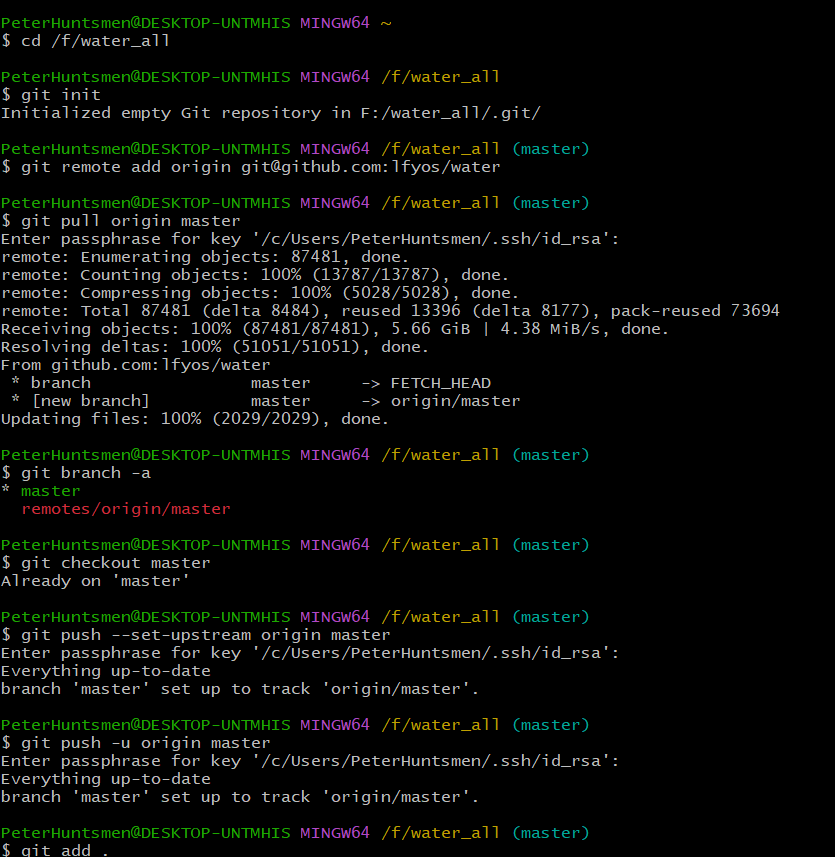 PeterHuntsmen@DESKTOP-UNTMHIS MINGW64 ~
$ cd /f/water_all
PeterHuntsmen@DESKTOP-UNTMHIS MINGW64 /f/water_all
$ git init
Initialized empty Git repository in F:/water_all/.git/
PeterHuntsmen@DESKTOP-UNTMHIS MINGW64 /f/water_all (master)
$ git remote add origin git@github.com:lfyos/water
PeterHuntsmen@DESKTOP-UNTMHIS MINGW64 /f/water_all (master)
$ git pull origin master
Enter passphrase for key '/c/Users/PeterHuntsmen/.ssh/id_rsa':
remote: Enumerating objects: 87481, done.
remote: Counting objects: 100% (13787/13787), done.
remote: Compressing objects: 100% (5028/5028), done.
remote: Total 87481 (delta 8484), reused 13396 (delta 8177), pack-reused 73694
Receiving objects: 100% (87481/87481), 5.66 GiB | 4.38 MiB/s, done.
Resolving deltas: 100% (51051/51051), done.
From github.com:lfyos/water
 * branch                master     -> FETCH_HEAD
 * [new branch]          master     -> origin/master
Updating files: 100% (2029/2029), done.
PeterHuntsmen@DESKTOP-UNTMHIS MINGW64 /f/water_all (master)
$ git branch -a
* master
  remotes/origin/master
PeterHuntsmen@DESKTOP-UNTMHIS MINGW64 /f/water_all (master)
$ git checkout master
Already on 'master'
PeterHuntsmen@DESKTOP-UNTMHIS MINGW64 /f/water_all (master)
$ git push --set-upstream origin master
Enter passphrase for key '/c/Users/PeterHuntsmen/.ssh/id_rsa':
Everything up-to-date
branch 'master' set up to track 'origin/master'.
PeterHuntsmen@DESKTOP-UNTMHIS MINGW64 /f/water_all (master)
$ git push -u origin master
Enter passphrase for key '/c/Users/PeterHuntsmen/.ssh/id_rsa':
Everything up-to-date
branch 'master' set up to track 'origin/master'.
PeterHuntsmen@DESKTOP-UNTMHIS MINGW64 /f/water_all (master)
$ git add .